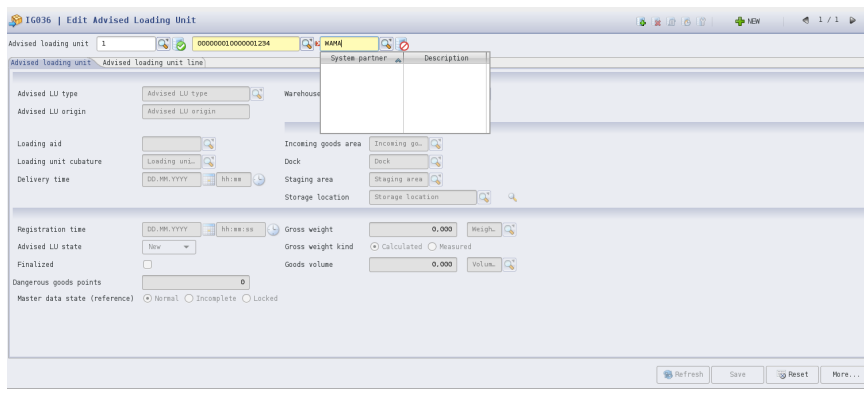 IG036 | Edit Advised Loading Unit
NEW
1 / 1
Advised loading unit 1 000000010000001234 WAMA
System partner Description
Advised loading unit Advised loading unit line
Advised LU type Advised LU type Warehouse
Advised LU origin Advised LU origin
Loading aid Incoming goods area Incoming go…
Loading unit cubature Loading uni… Dock Dock
Delivery time DD.MM.YYYY hh:mm Staging area Staging area
Storage location Storage location
Registration time DD.MM.YYYY hh:mm:ss Gross weight 0.000 Weigh…
Advised LU state New Gross weight kind Calculated Measured
Finalized Goods volume 0.000 Volum…
Dangerous goods points 0
Master data state (reference) Normal Incomplete Locked
Refresh Save Reset More...